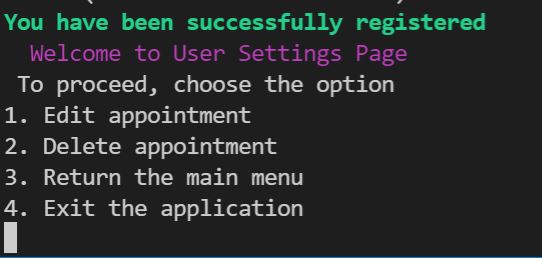 You have been successfully registered
Welcome to User Settings Page
To proceed, choose the option
1. Edit appointment
2. Delete appointment
3. Return the main menu
4. Exit the application